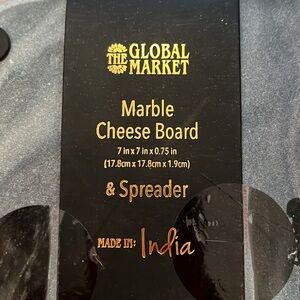 THE GLOBAL
MARKET
Marble
Cheese Board
7 in x 7 in x 0.75 in
(17.8cm x 17.8cm x 1.9cm)
& Spreader
MADE IN: India